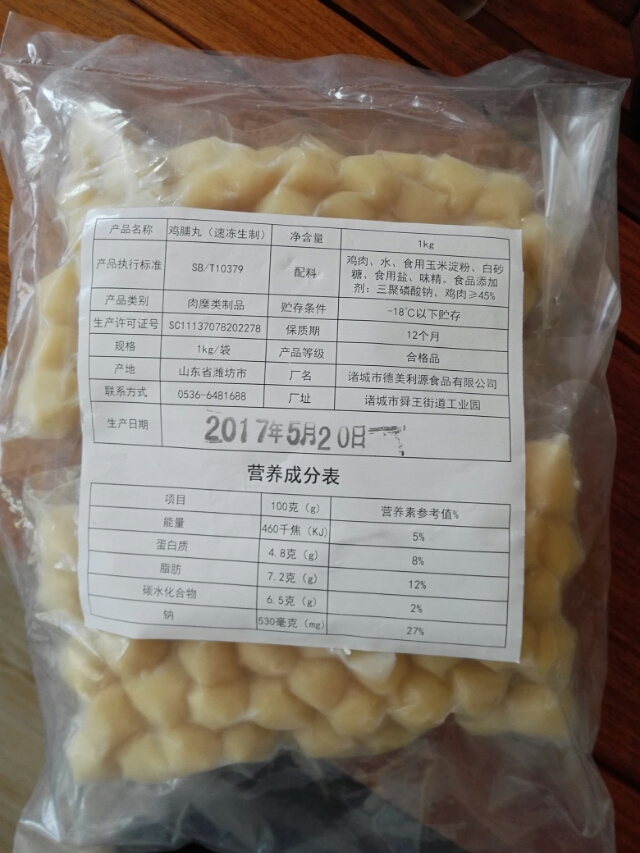 产品名称 鸡脯丸（速冻生制） 净含量 1kg
产品执行标准 SB/T10379 配料 鸡肉、水、食用玉米淀粉、白砂
糖、食用盐、味精。食品添加
剂：三聚磷酸钠、鸡肉≥45%
产品类别 肉糜类制品 贮存条件 -18℃以下贮存
生产许可证号 SC11137078202278 保质期 12个月
规格 1kg/袋 产品等级 合格品
产地 山东省潍坊市 厂名 诸城市德美利源食品有限公司
联系方式 0536-6481688 厂址 诸城市舜王街道工业园
生产日期 2017年5月20日
营养成分表
项目 100克（g） 营养素参考值%
能量 460千焦（KJ） 5%
蛋白质 4.8克（g） 8%
脂肪 7.2克（g） 12%
碳水化合物 6.5克（g） 2%
钠 530毫克（mg） 27%